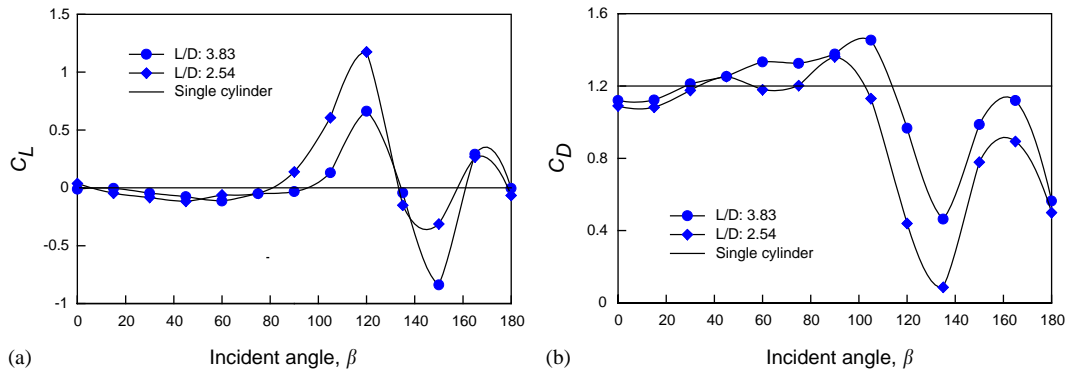 1.5
1
0.5
0
-0.5
-1
C_L
L/D: 3.83
L/D: 2.54
Single cylinder
0 20 40 60 80 100 120 140 160 180
Incident angle, β
(a)
1.6
1.2
0.8
0.4
0
C_D
L/D: 3.83
L/D: 2.54
Single cylinder
0 20 40 60 80 100 120 140 160 180
Incident angle, β
(b)